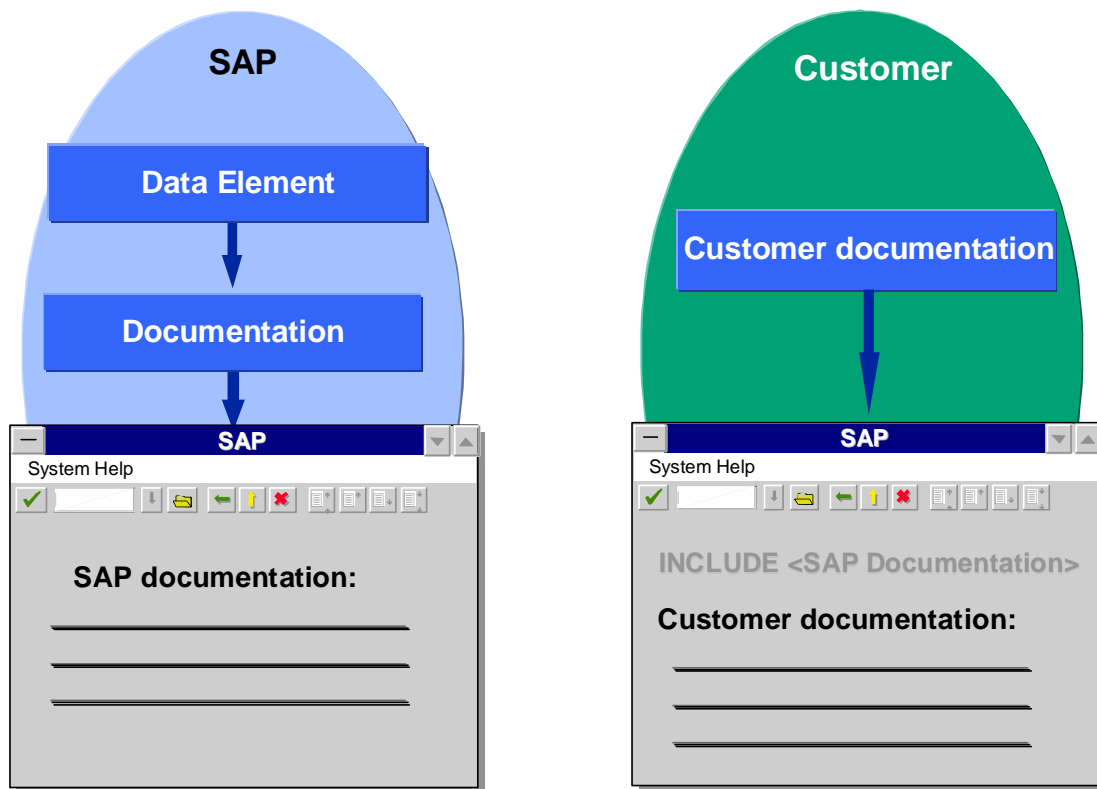 SAP
Data Element
Documentation
SAP
System Help
SAP documentation:
Customer
Customer documentation
SAP
System Help
INCLUDE <SAP Documentation>
Customer documentation: